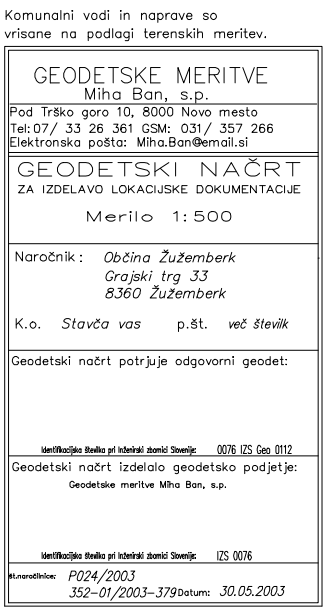 Komunalni vodi in naprave so
vrisane na podlagi terenskih meritev.
GEODETSKE MERITVE
Miha Ban, s.p.
Pod Trško goro 10, 8000 Novo mesto
Tel: 07/ 33 26 361 GSM: 031/ 357 266
Elektronska pošta: Miha.Ban@email.si
GEODETSKI NAČRT
ZA IZDELAVO LOKACIJSKE DOKUMENTACIJE
Merilo 1:500
Naročnik: Občina Žužemberk
Grajski trg 33
8360 Žužemberk
K.o. Stavča vas p.št. več številk
Geodetski načrt potrjuje odgovorni geodet:
Identifikacijska številka pri Inženirski zbornici Slovenije: 0076 IZS Geo 0112
Geodetski načrt izdelalo geodetsko podjetje:
Geodetske meritve Miha Ban, s.p.
Identifikacijska številka pri Inženirski zbornici Slovenije: IZS 0076
št.naročilnice: P024/2003
352-01/2003-379 Datum: 30.05.2003